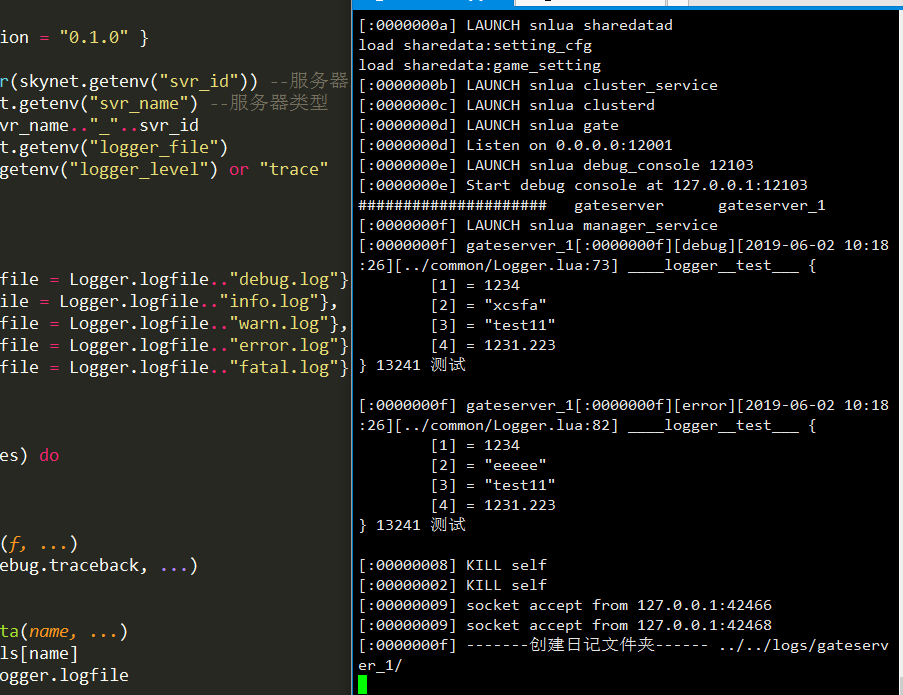 ion = "0.1.0" }
r(skynet.getenv("svr_id")) --服务器
t.getenv("svr_name") --服务器类型
vr_name.."_"..svr_id
t.getenv("logger_file")
getenv("logger_level") or "trace"
file = Logger.logfile.."debug.log"}
ile = Logger.logfile.."info.log"},
file = Logger.logfile.."warn.log"},
file = Logger.logfile.."error.log"}
file = Logger.logfile.."fatal.log"}
es) do
(f, ...)
ebug.traceback, ...)
ta(name, ...)
ls[name]
ogger.logfile
[:0000000a] LAUNCH snlua sharedatad
load sharedata:setting_cfg
load sharedata:game_setting
[:0000000b] LAUNCH snlua cluster_service
[:0000000c] LAUNCH snlua clusterd
[:0000000d] LAUNCH snlua gate
[:0000000d] Listen on 0.0.0.0:12001
[:0000000e] LAUNCH snlua debug_console 12103
[:0000000e] Start debug console at 127.0.0.1:12103
##################### gateserver gateserver_1
[:0000000f] LAUNCH snlua manager_service
[:0000000f] gateserver_1[:0000000f][debug][2019-06-02 10:18
:26][../common/Logger.lua:73] ____logger__test___ {
[1] = 1234
[2] = "xcsfa"
[3] = "test11"
[4] = 1231.223
} 13241 测试
[:0000000f] gateserver_1[:0000000f][error][2019-06-02 10:18
:26][../common/Logger.lua:82] ____logger__test___ {
[1] = 1234
[2] = "eeeee"
[3] = "test11"
[4] = 1231.223
} 13241 测试
[:00000008] KILL self
[:00000002] KILL self
[:00000009] socket accept from 127.0.0.1:42466
[:00000009] socket accept from 127.0.0.1:42468
[:0000000f] -------创建日记文件夹------ ../../logs/gateserv
er_1/